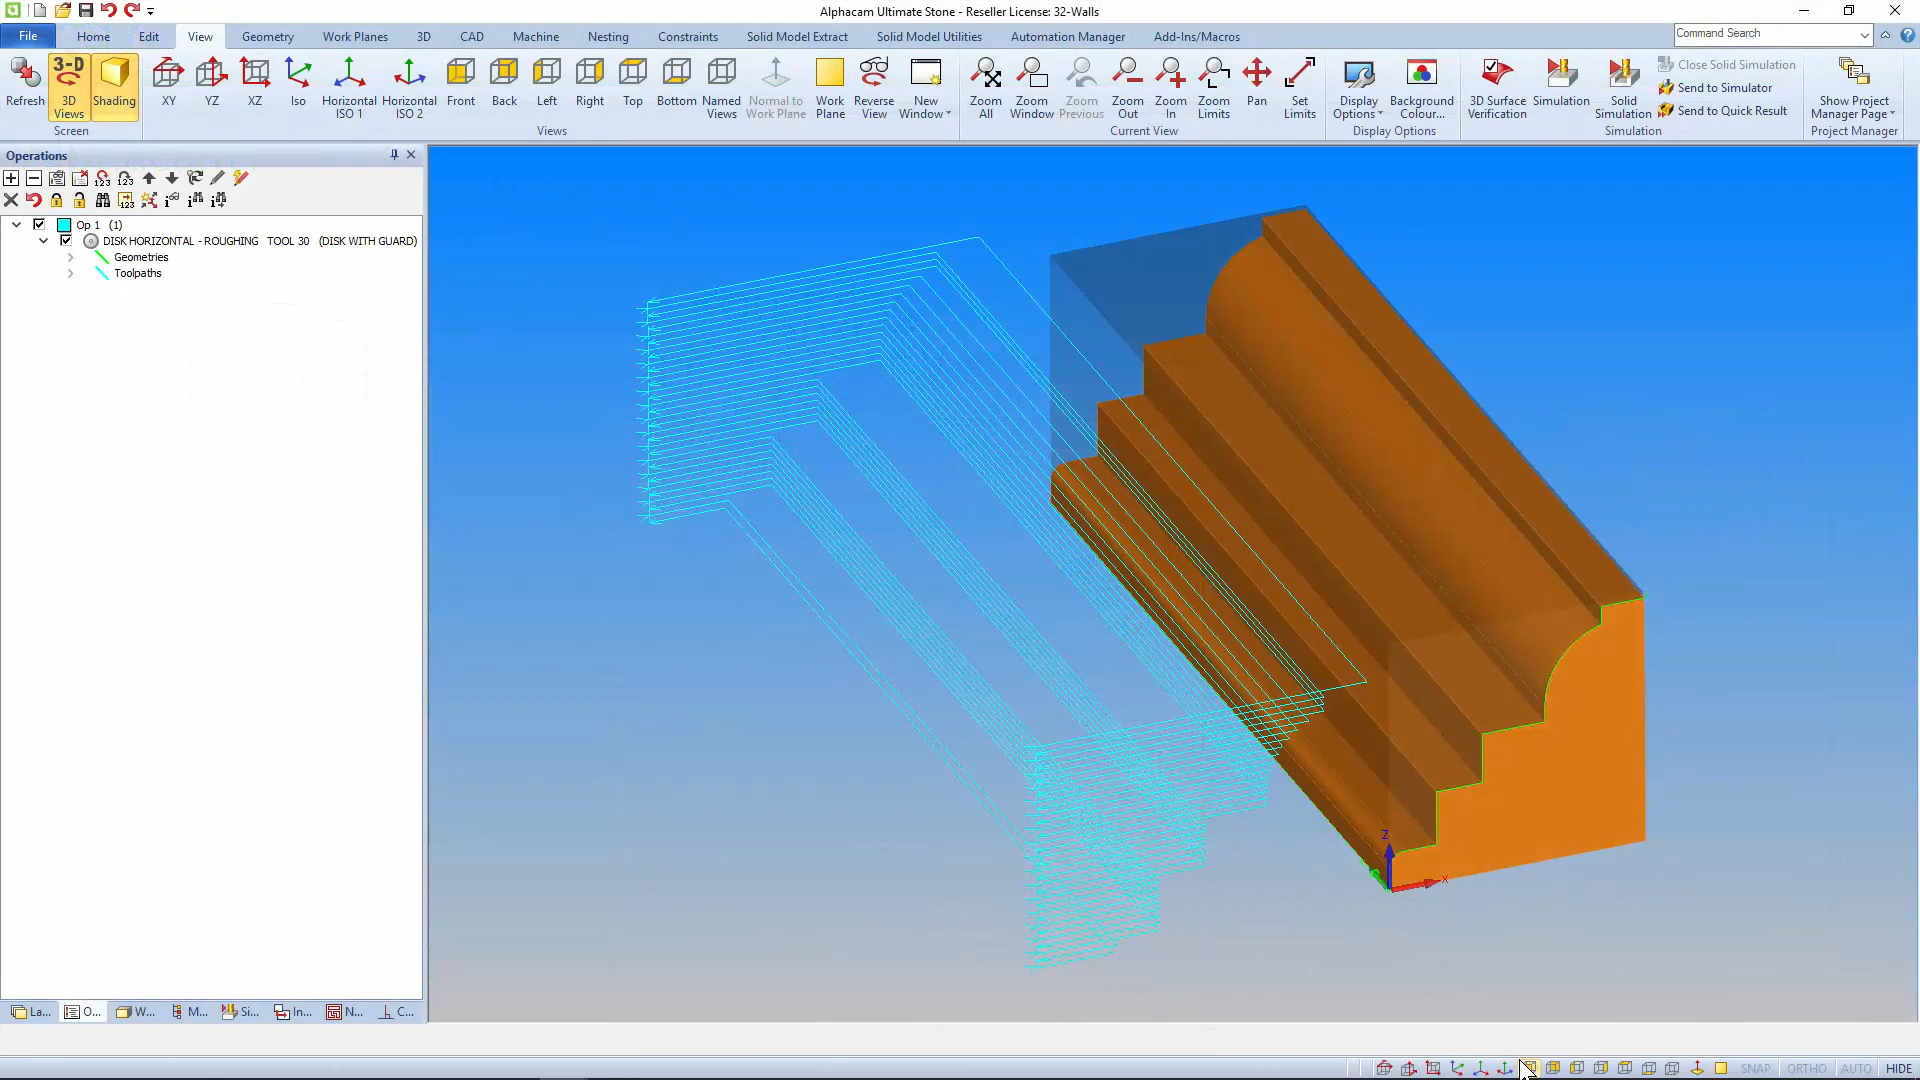 Alphacam Ultimate Stone - Reseller License: 32-Walls
File Home Edit View Geometry Work Planes 3D CAD Machine Nesting Constraints Solid Model Extract Solid Model Utilities Automation Manager Add-Ins/Macros Command Search
Refresh 3D Views Shading XY YZ XZ Iso Horizontal ISO 1 Horizontal ISO 2 Front Back Left Right Top Bottom Named Views Normal to Work Plane Work Plane Reverse View New Window Zoom All Zoom Window Zoom Previous Zoom Out Zoom In Zoom Limits Pan Set Limits Display Options Background Colour... 3D Surface Verification Simulation Solid Simulation Close Solid Simulation Send to Simulator Send to Quick Result Show Project Manager Page
Screen Views Current View Display Options Simulation Project Manager
Operations
Op 1 (1)
DISK HORIZONTAL - ROUGHING TOOL 30 (DISK WITH GUARD)
Geometries
Toolpaths
Z
X
La... O... W... M... Si... In... N... C...
SNAP ORTHO AUTO HIDE